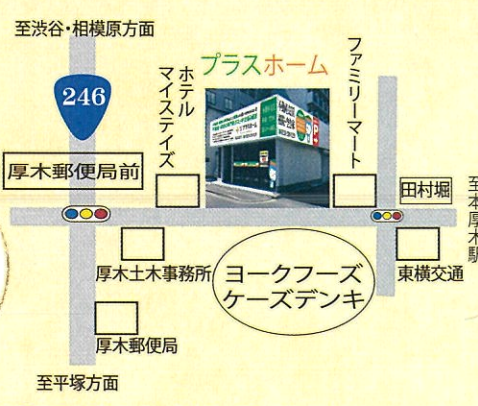 至渋谷・相模原方面
246
厚木郵便局前
ホテル
マイステイズ
プラスホーム
ファミリーマート
田村堀
至本厚木駅
厚木土木事務所
ヨークフーズ
ケーズデンキ
東横交通
厚木郵便局
至平塚方面